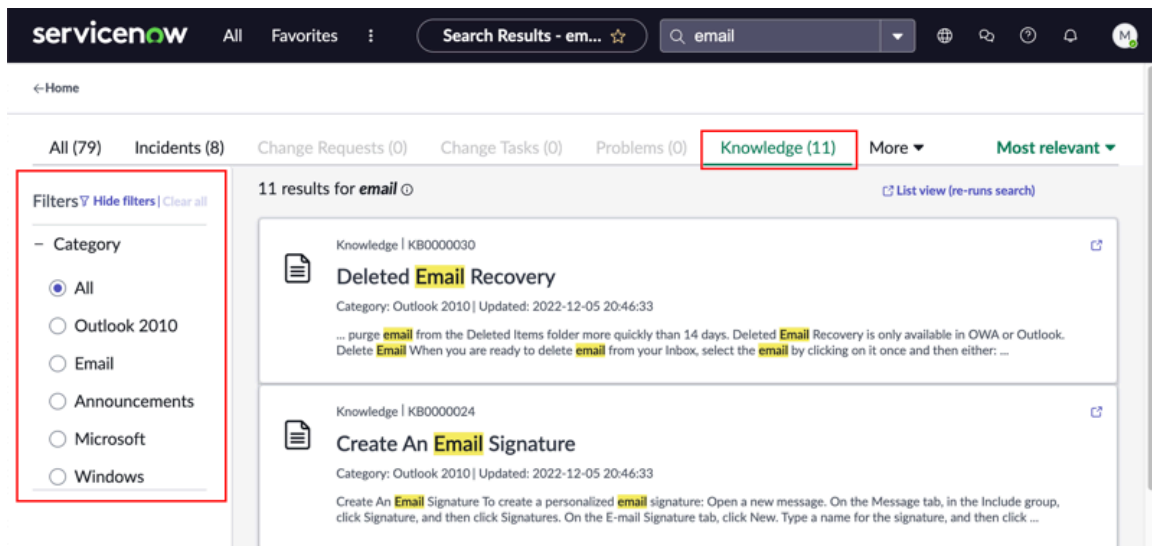 servicenow All Favorites Search Results - em... email M
←Home
All (79) Incidents (8) Change Requests (0) Change Tasks (0) Problems (0) Knowledge (11) More Most relevant
Filters Hide filters | Clear all
− Category
All
Outlook 2010
Email
Announcements
Microsoft
Windows
11 results for email
List view (re-runs search)
Knowledge | KB0000030
Deleted Email Recovery
Category: Outlook 2010 | Updated: 2022-12-05 20:46:33
... purge email from the Deleted Items folder more quickly than 14 days. Deleted Email Recovery is only available in OWA or Outlook.
Delete Email When you are ready to delete email from your Inbox, select the email by clicking on it once and then either: ...
Knowledge | KB0000024
Create An Email Signature
Category: Outlook 2010 | Updated: 2022-12-05 20:46:33
Create An Email Signature To create a personalized email signature: Open a new message. On the Message tab, in the Include group,
click Signature, and then click Signatures. On the E-mail Signature tab, click New. Type a name for the signature, and then click ...